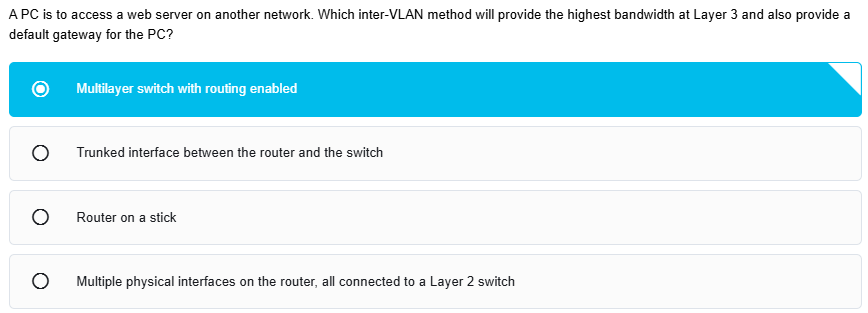 A PC is to access a web server on another network. Which inter-VLAN method will provide the highest bandwidth at Layer 3 and also provide a
default gateway for the PC?
Multilayer switch with routing enabled
Trunked interface between the router and the switch
Router on a stick
Multiple physical interfaces on the router, all connected to a Layer 2 switch